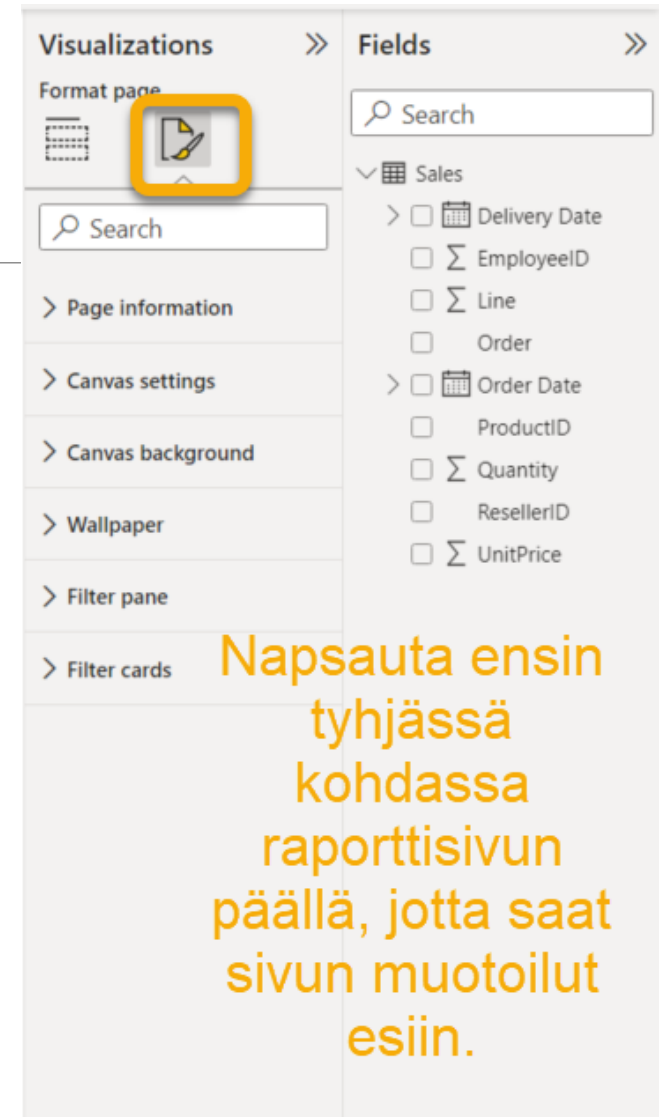 Visualizations
Format page
Search
Page information
Canvas settings
Canvas background
Wallpaper
Filter pane
Filter cards
Fields
Search
Sales
Delivery Date
EmployeeID
Line
Order
Order Date
ProductID
Quantity
ResellerID
UnitPrice
Napsauta ensin
tyhjässä
kohdassa
raporttisivun
päällä, jotta saat
sivun muotoilut
esiin.